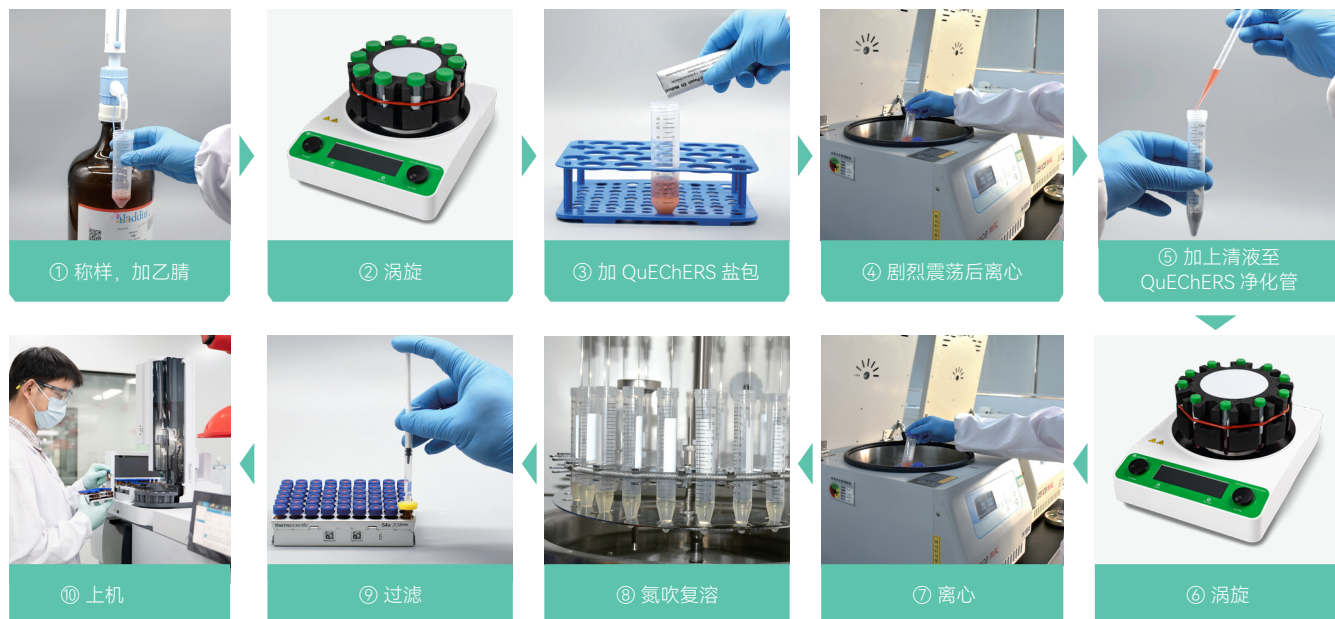 aladdin
① 称样，加乙腈
② 涡旋
③ 加 QuEChERS 盐包
④ 剧烈震荡后离心
⑤ 加上清液至
QuEChERS 净化管
⑩ 上机
⑨ 过滤
⑧ 氮吹复溶
⑦ 离心
⑥ 涡旋